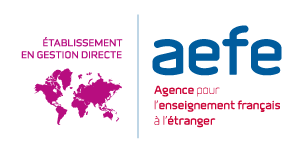 ÉTABLISSEMENT
EN GESTION DIRECTE
aefe
Agence pour
l'enseignement français
à l'étranger